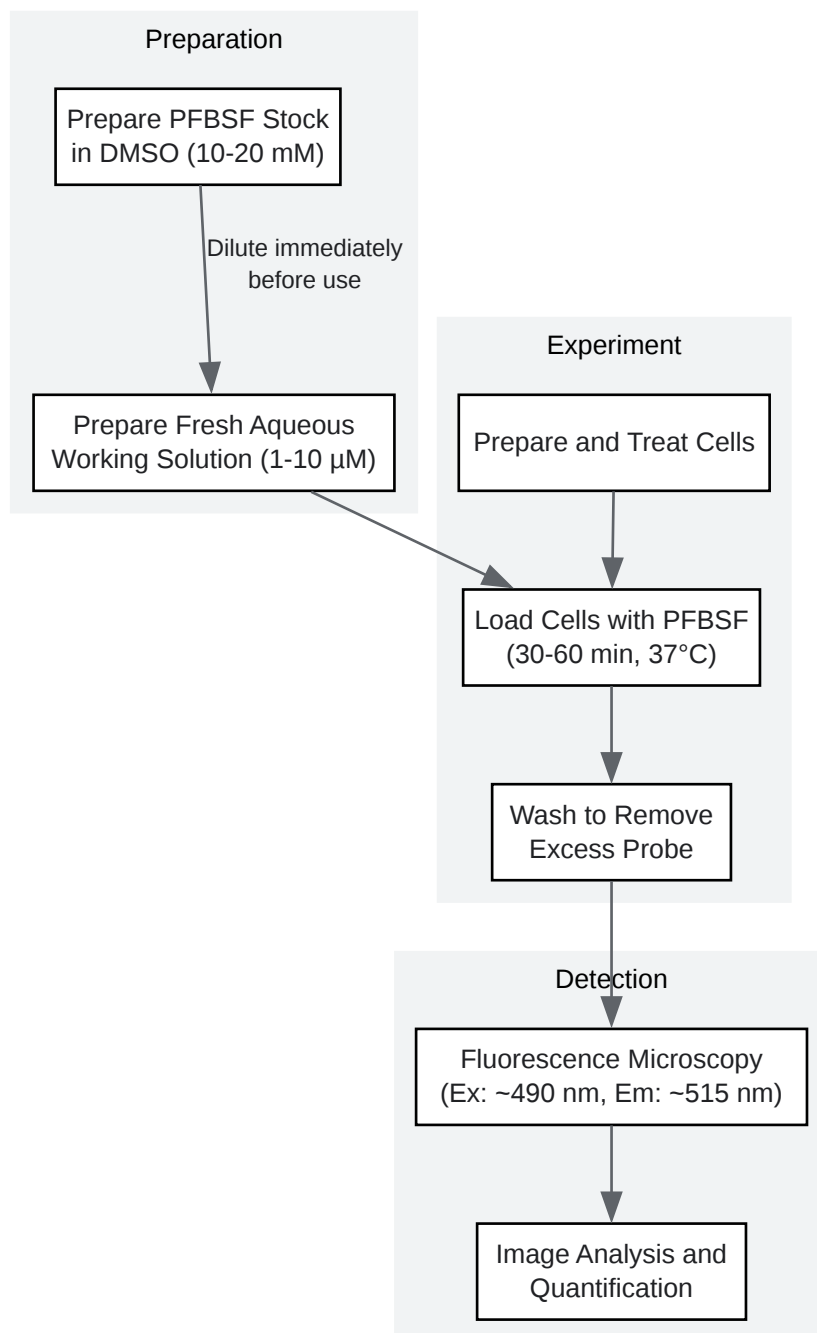 Preparation
Prepare PFBSF Stock
in DMSO (10-20 mM)
Dilute immediately
before use
Prepare Fresh Aqueous
Working Solution (1-10 µM)
Experiment
Prepare and Treat Cells
Load Cells with PFBSF
(30-60 min, 37°C)
Wash to Remove
Excess Probe
Detection
Fluorescence Microscopy
(Ex: ~490 nm, Em: ~515 nm)
Image Analysis and
Quantification